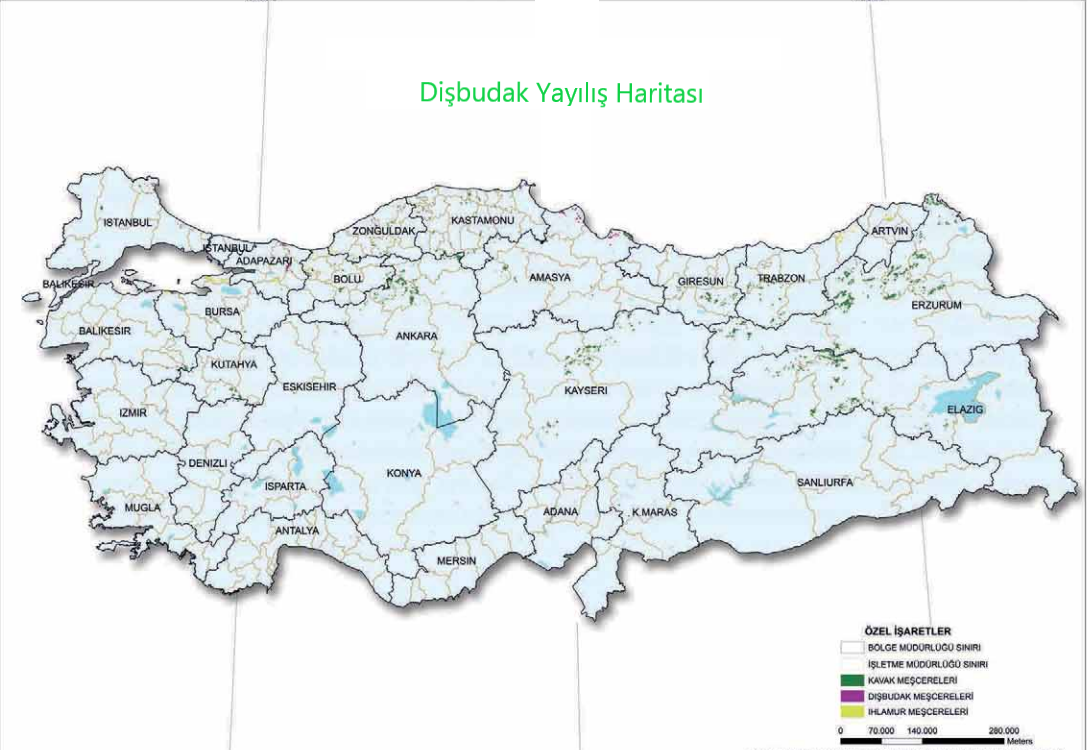 Dişbudak Yayılış Haritası
ISTANBUL
KASTAMONU
ZONGULDAK
ARTVIN
ISTANBUL
ADAPAZARI
BOLU
AMASYA
GIRESUN
TRABZON
BALIKESIR
ERZURUM
BURSA
BALIKESIR
ANKARA
KUTAHYA
ESKISEHIR
KAYSERI
IZMIR
ELAZIG
DENIZLI
KONYA
ISPARTA
SANLIURFA
MUGLA
ADANA
K.MARAS
ANTALYA
MERSIN
ÖZEL İŞARETLER
BÖLGE MÜDÜRLÜĞÜ SINIRI
İŞLETME MÜDÜRLÜĞÜ SINIRI
KAVAK MEŞCERELERİ
DIŞBUDAK MEŞCERELERİ
IHLAMUR MEŞCERELERİ
0 70.000 140.000 280.000
Meters